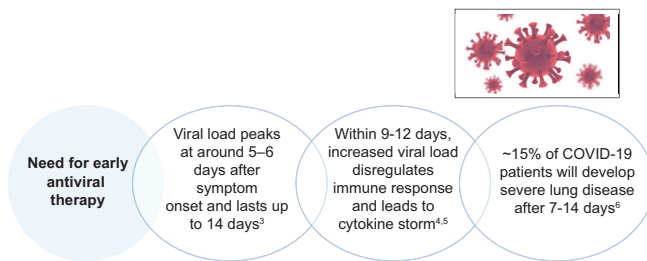 Need for early
antiviral
therapy
Viral load peaks
at around 5–6
days after
symptom
onset and lasts up
to 14 days³
Within 9-12 days,
increased viral load
disregulates
immune response
and leads to
cytokine storm⁴,⁵
~15% of COVID-19
patients will develop
severe lung disease
after 7-14 days⁶